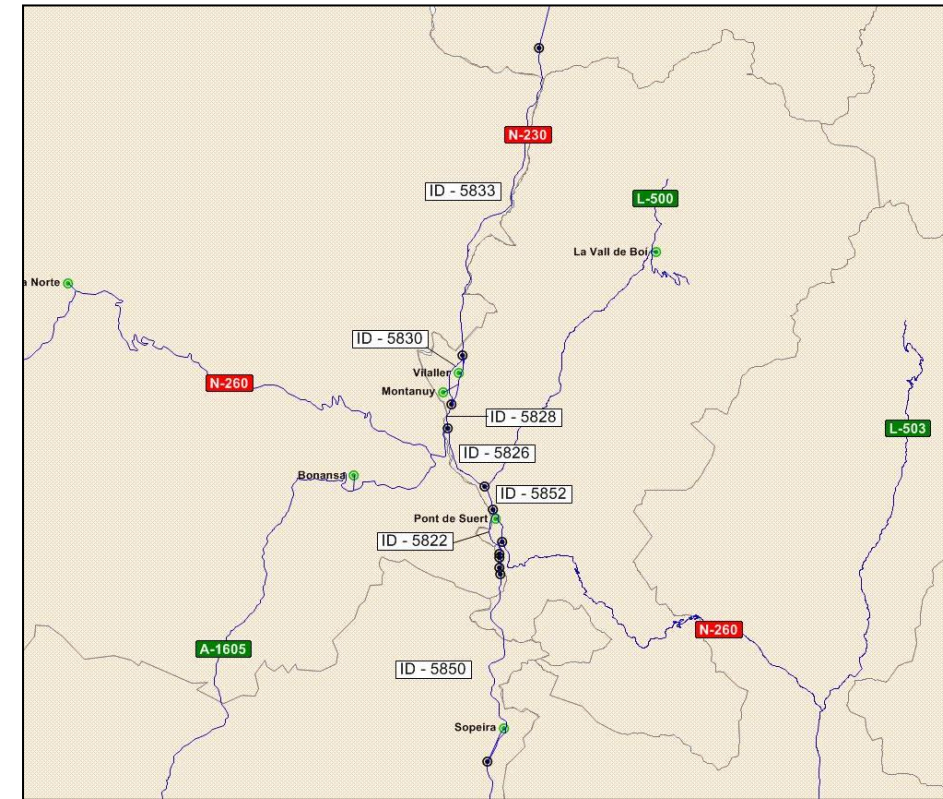 N-230
ID - 5833
L-500
La Vall de Boí
a Norte
ID - 5830
Vilaller
N-260
Montanuy
ID - 5828
L-503
ID - 5826
Bonansa
ID - 5852
Pont de Suert
ID - 5822
N-260
A-1605
ID - 5850
Sopeira